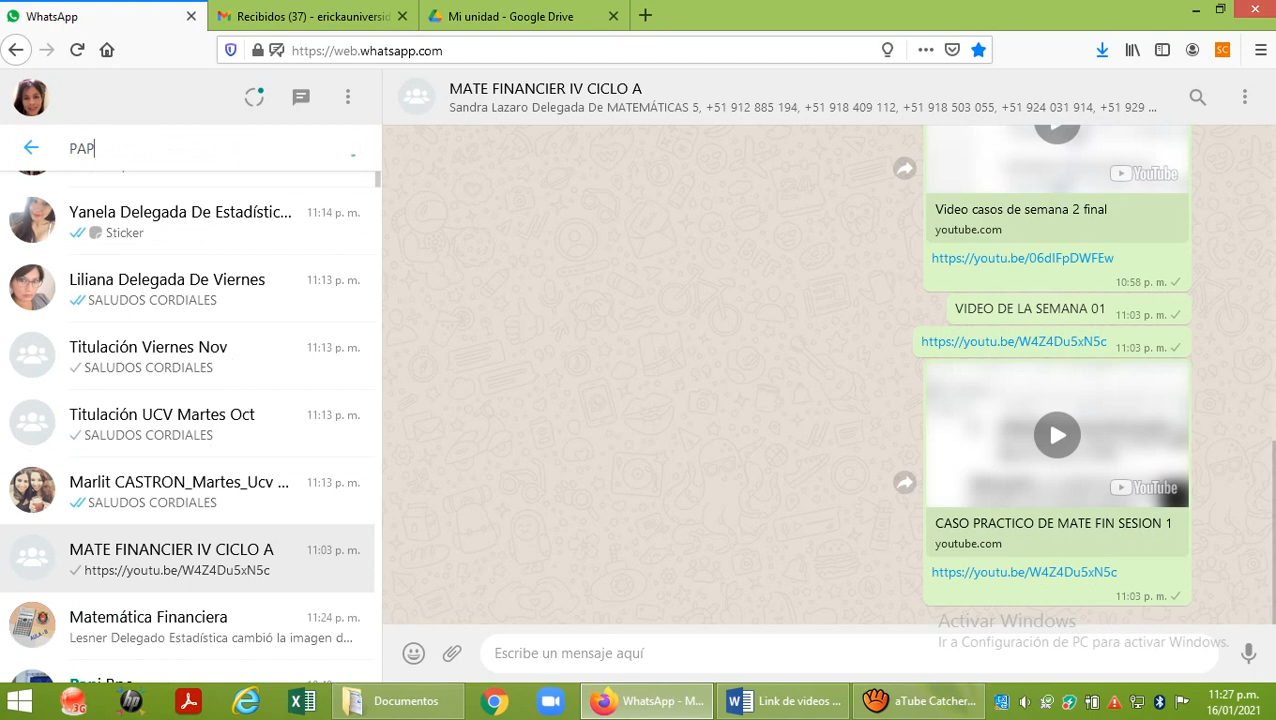 WhatsApp
Recibidos (37) - erickauniversid
Mi unidad - Google Drive
https://web.whatsapp.com
SC
MATE FINANCIER IV CICLO A
Sandra Lazaro Delegada De MATEMÁTICAS 5, +51 912 885 194, +51 918 409 112, +51 918 503 055, +51 924 031 914, +51 929 ...
PAP
Yanela Delegada De Estadístic... 11:14 p. m.
Sticker
Liliana Delegada De Viernes 11:13 p. m.
SALUDOS CORDIALES
Titulación Viernes Nov 11:13 p. m.
SALUDOS CORDIALES
Titulación UCV Martes Oct 11:13 p. m.
SALUDOS CORDIALES
Marlit CASTRON_Martes_Ucv ... 11:13 p. m.
SALUDOS CORDIALES
MATE FINANCIER IV CICLO A 11:03 p. m.
https://youtu.be/W4Z4Du5xN5c
Matemática Financiera 11:24 p. m.
Lesner Delegado Estadística cambió la imagen d...
YouTube
Video casos de semana 2 final
youtube.com
https://youtu.be/06dIFpDWFEw
10:58 p. m.
VIDEO DE LA SEMANA 01 11:03 p. m.
https://youtu.be/W4Z4Du5xN5c 11:03 p. m.
YouTube
CASO PRACTICO DE MATE FIN SESION 1
youtube.com
https://youtu.be/W4Z4Du5xN5c
11:03 p. m.
Activar Windows
Ir a Configuración de PC para activar Windows.
Escribe un mensaje aquí
Documentos
WhatsApp - M...
Link de videos ...
aTube Catcher...
11:27 p.m.
16/01/2021